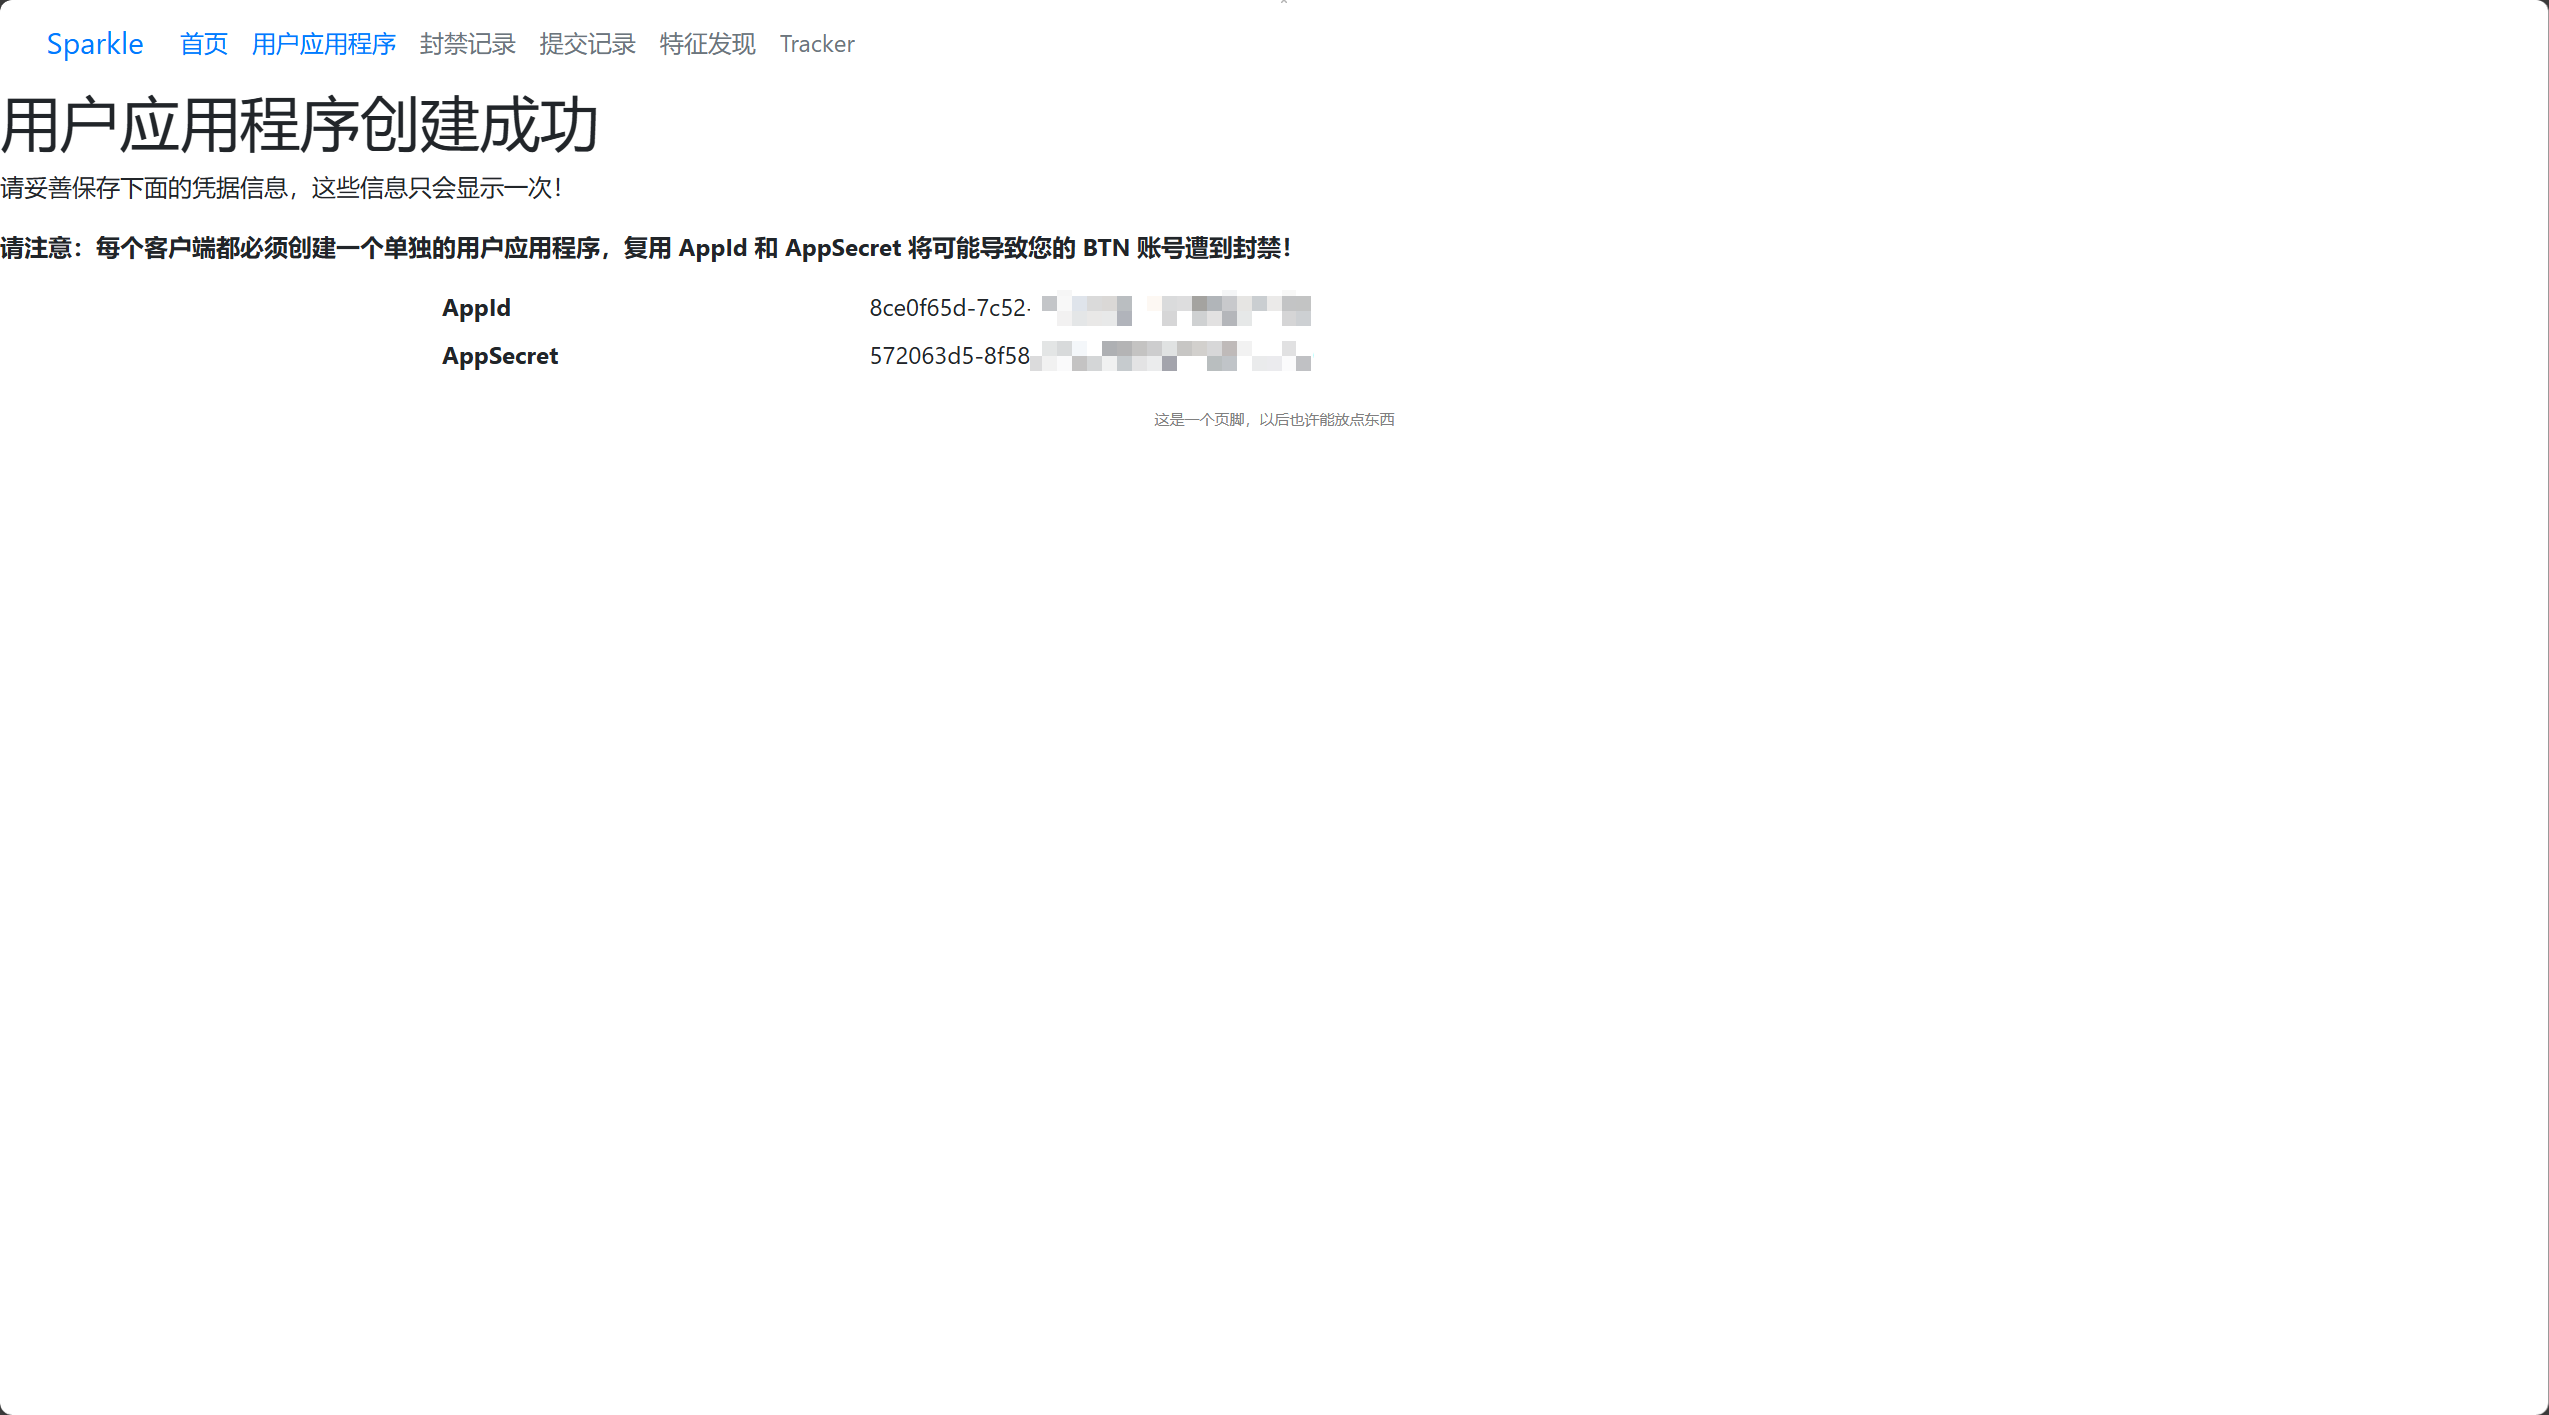 Sparkle 首页 用户应用程序 封禁记录 提交记录 特征发现 Tracker
用户应用程序创建成功
请妥善保存下面的凭据信息，这些信息只会显示一次！
请注意：每个客户端都必须创建一个单独的用户应用程序，复用 AppId 和 AppSecret 将可能导致您的 BTN 账号遭到封禁！
AppId 8ce0f65d-7c52-
AppSecret 572063d5-8f58
这是一个页脚，以后也许能放点东西